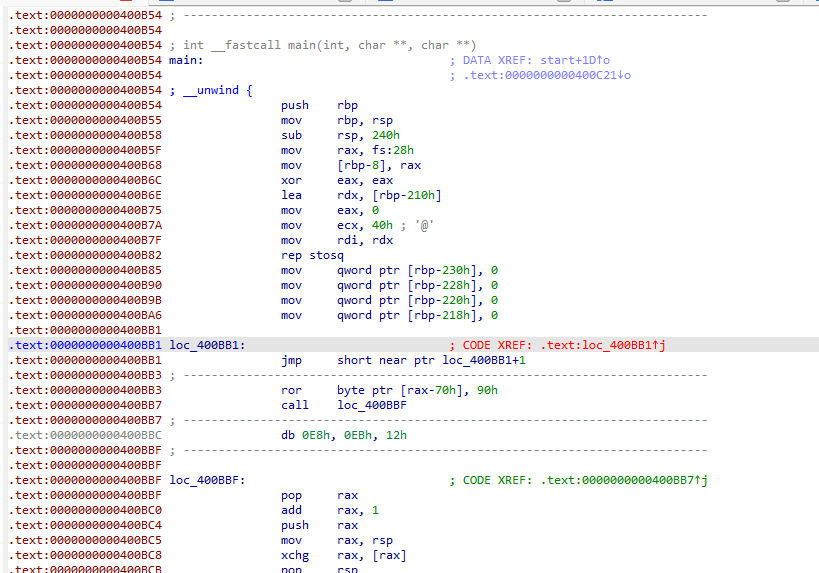 .text:0000000000400B54 ; ---------------------------------------------------------------------------
.text:0000000000400B54
.text:0000000000400B54 ; int __fastcall main(int, char **, char **)
.text:0000000000400B54 main: ; DATA XREF: start+1D↑o
.text:0000000000400B54 ; .text:0000000000400C21↓o
.text:0000000000400B54 ; __unwind {
.text:0000000000400B54 push rbp
.text:0000000000400B55 mov rbp, rsp
.text:0000000000400B58 sub rsp, 240h
.text:0000000000400B5F mov rax, fs:28h
.text:0000000000400B68 mov [rbp-8], rax
.text:0000000000400B6C xor eax, eax
.text:0000000000400B6E lea rdx, [rbp-210h]
.text:0000000000400B75 mov eax, 0
.text:0000000000400B7A mov ecx, 40h ; '@'
.text:0000000000400B7F mov rdi, rdx
.text:0000000000400B82 rep stosq
.text:0000000000400B85 mov qword ptr [rbp-230h], 0
.text:0000000000400B90 mov qword ptr [rbp-228h], 0
.text:0000000000400B9B mov qword ptr [rbp-220h], 0
.text:0000000000400BA6 mov qword ptr [rbp-218h], 0
.text:0000000000400BB1
.text:0000000000400BB1 loc_400BB1: ; CODE XREF: .text:loc_400BB1↑j
.text:0000000000400BB1 jmp short near ptr loc_400BB1+1
.text:0000000000400BB3 ; ---------------------------------------------------------------------------
.text:0000000000400BB3 ror byte ptr [rax-70h], 90h
.text:0000000000400BB7 call loc_400BBF
.text:0000000000400BB7 ; ---------------------------------------------------------------------------
.text:0000000000400BBC db 0E8h, 0EBh, 12h
.text:0000000000400BBF ; ---------------------------------------------------------------------------
.text:0000000000400BBF
.text:0000000000400BBF loc_400BBF: ; CODE XREF: .text:0000000000400BB7↑j
.text:0000000000400BBF pop rax
.text:0000000000400BC0 add rax, 1
.text:0000000000400BC4 push rax
.text:0000000000400BC5 mov rax, rsp
.text:0000000000400BC8 xchg rax, [rax]
.text:0000000000400BCB pop rsp